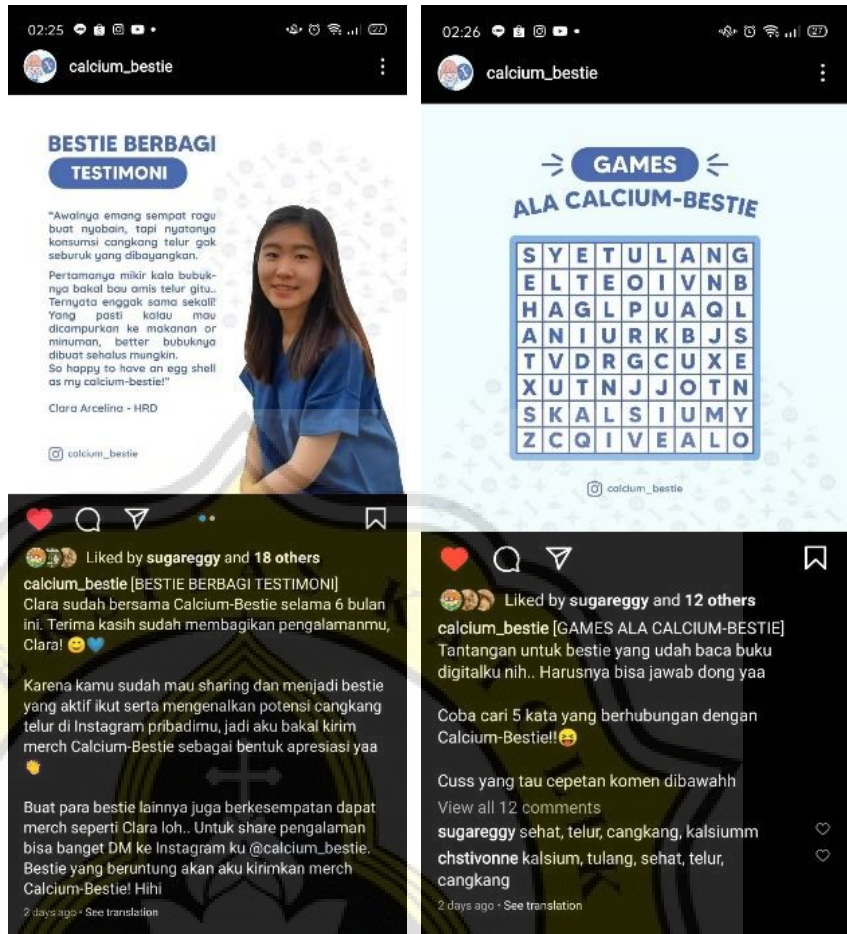 02:25
27
calcium_bestie
BESTIE BERBAGI
TESTIMONI
"Awalnya emang sempat ragu
buat nyobain, tapi nyatanya
konsumsi cangkang telur gak
seburuk yang dibayangkan.
Pertamanya mikir kala bubuk-
nya bakal bau amis telur gitu..
Ternyata enggak sama sekali!
Yang pasti kalau mau
dicampurkan ke makanan or
minuman, better bubuknya
dibuat sehalus mungkin.
So happy to have an egg shell
as my calcium-bestie!"
Clara Arcelina - HRD
calcium_bestie
Liked by sugareggy and 18 others
calcium_bestie [BESTIE BERBAGI TESTIMONI]
Clara sudah bersama Calcium-Bestie selama 6 bulan
ini. Terima kasih sudah membagikan pengalamanmu,
Clara! 😊💙
Karena kamu sudah mau sharing dan menjadi bestie
yang aktif ikut serta mengenalkan potensi cangkang
telur di Instagram pribadimu, jadi aku bakal kirim
merch Calcium-Bestie sebagai bentuk apresiasi yaa
👏
Buat para bestie lainnya juga berkesempatan dapat
merch seperti Clara loh.. Untuk share pengalaman
bisa banget DM ke Instagram ku @calcium_bestie.
Bestie yang beruntung akan aku kirimkan merch
Calcium-Bestie! Hihi
2 days ago • See translation
02:26
27
calcium_bestie
GAMES
ALA CALCIUM-BESTIE
S Y E T U L A N G
E L T E O I V N B
H A G L P U A Q L
A N I U R K B J S
T V D R G C U X E
X U T N J J O T N
S K A L S I U M Y
Z C Q I V E A L O
calcium_bestie
Liked by sugareggy and 12 others
calcium_bestie [GAMES ALA CALCIUM-BESTIE]
Tantangan untuk bestie yang udah baca buku
digitalku nih.. Harusnya bisa jawab dong yaa
Coba cari 5 kata yang berhubungan dengan
Calcium-Bestie!!😝
Cuss yang tau cepetan komen dibawahh
View all 12 comments
sugareggy sehat, telur, cangkang, kalsiumm
chstivonne kalsium, tulang, sehat, telur,
cangkang
2 days ago • See translation